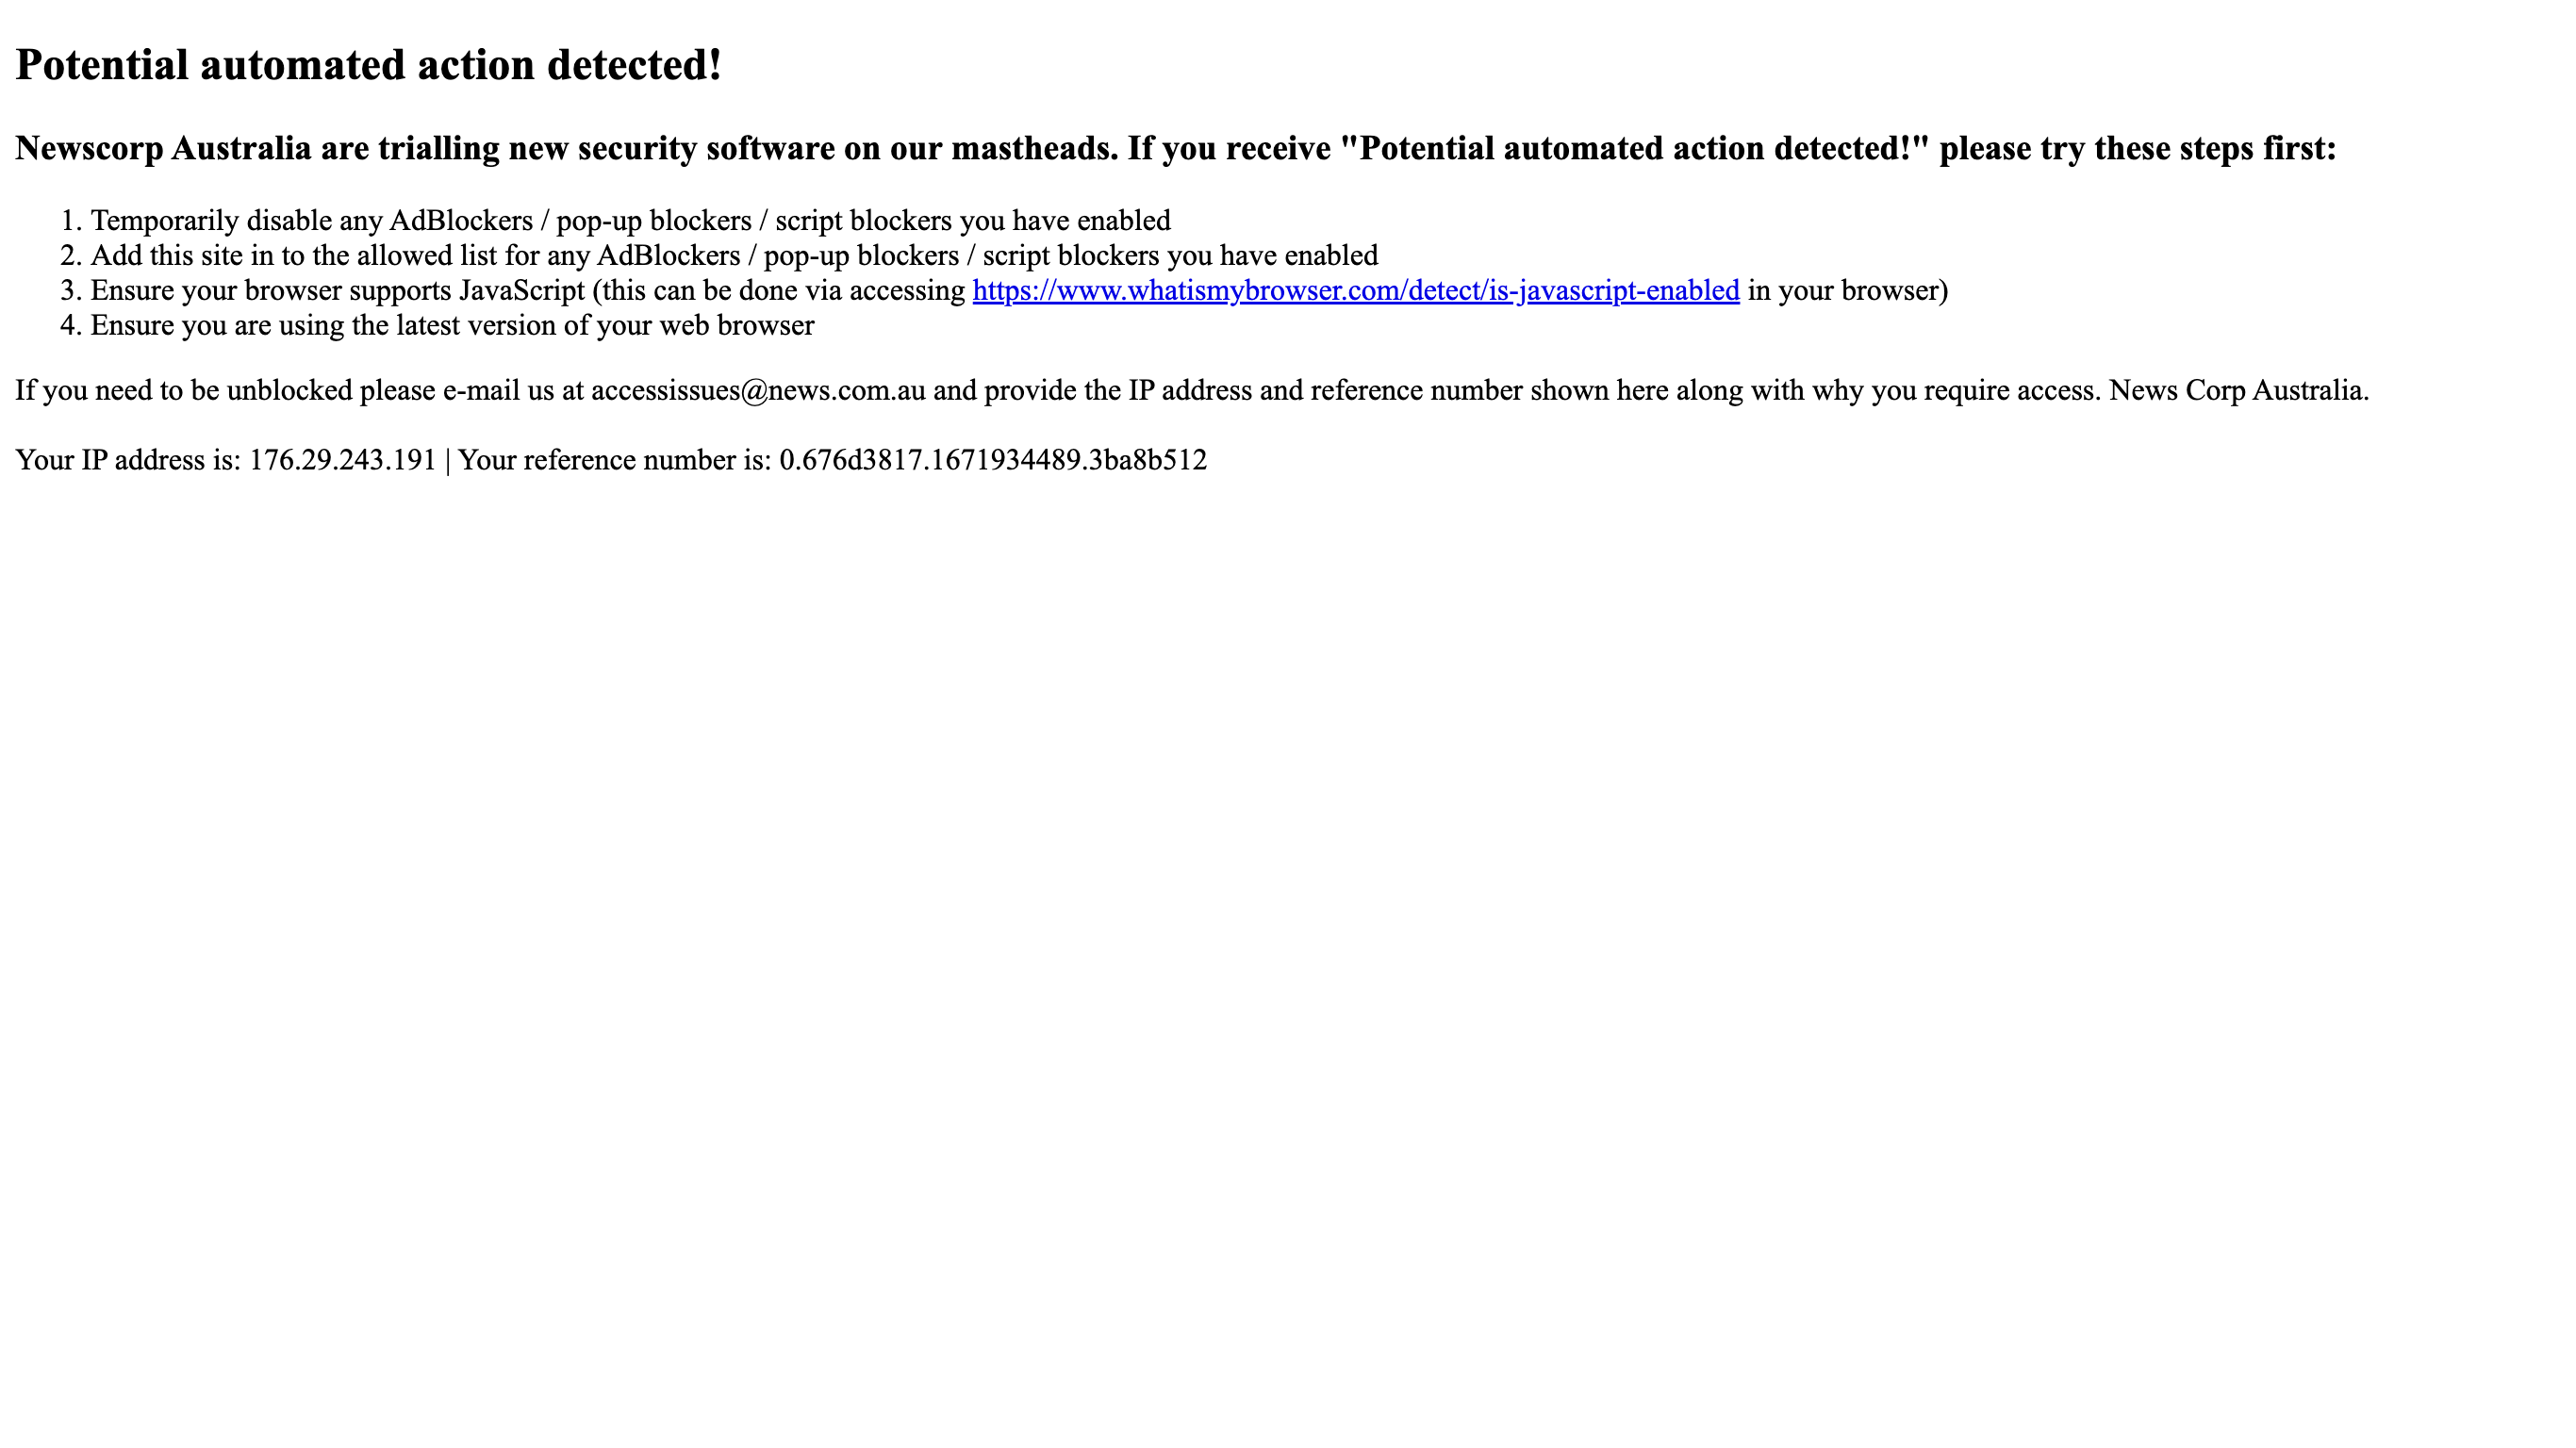 Potential automated action detected!
Newscorp Australia are trialling new security software on our mastheads. If you receive "Potential automated action detected!" please try these steps first:
1. Temporarily disable any AdBlockers / pop-up blockers / script blockers you have enabled
2. Add this site in to the allowed list for any AdBlockers / pop-up blockers / script blockers you have enabled
3. Ensure your browser supports JavaScript (this can be done via accessing https://www.whatismybrowser.com/detect/is-javascript-enabled in your browser)
4. Ensure you are using the latest version of your web browser
If you need to be unblocked please e-mail us at accessissues@news.com.au and provide the IP address and reference number shown here along with why you require access. News Corp Australia.
Your IP address is: 176.29.243.191 | Your reference number is: 0.676d3817.1671934489.3ba8b512